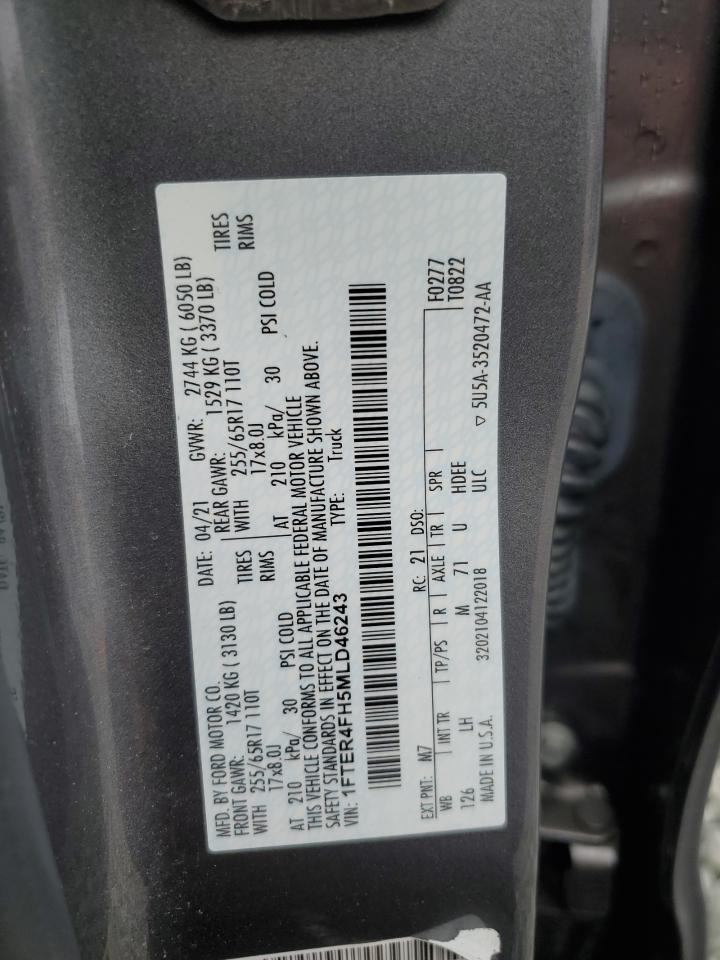 MFD. BY FORD MOTOR CO.
DATE: 04/21 GVWR: 2744 KG ( 6050 LB)
FRONT GAWR: 1420 KG ( 3130 LB) REAR GAWR: 1529 KG ( 3370 LB)
WITH 255/65R17 110T TIRES WITH 255/65R17 110T TIRES
17x8.0J RIMS 17x8.0J RIMS
AT 210 kPa/ 30 PSI COLD AT 210 kPa/ 30 PSI COLD
THIS VEHICLE CONFORMS TO ALL APPLICABLE FEDERAL MOTOR VEHICLE
SAFETY STANDARDS IN EFFECT ON THE DATE OF MANUFACTURE SHOWN ABOVE.
VIN: 1FTER4FH5MLD46243 TYPE: Truck
EXT PNT: M7 RC: 21 DSO: F0277
WB INT TR TP/PS R AXLE TR SPR T0822
126 LH M 71 U HDEE
MADE IN U.S.A. 3202104122018 ULC ▽ 5U5A-3520472-AA